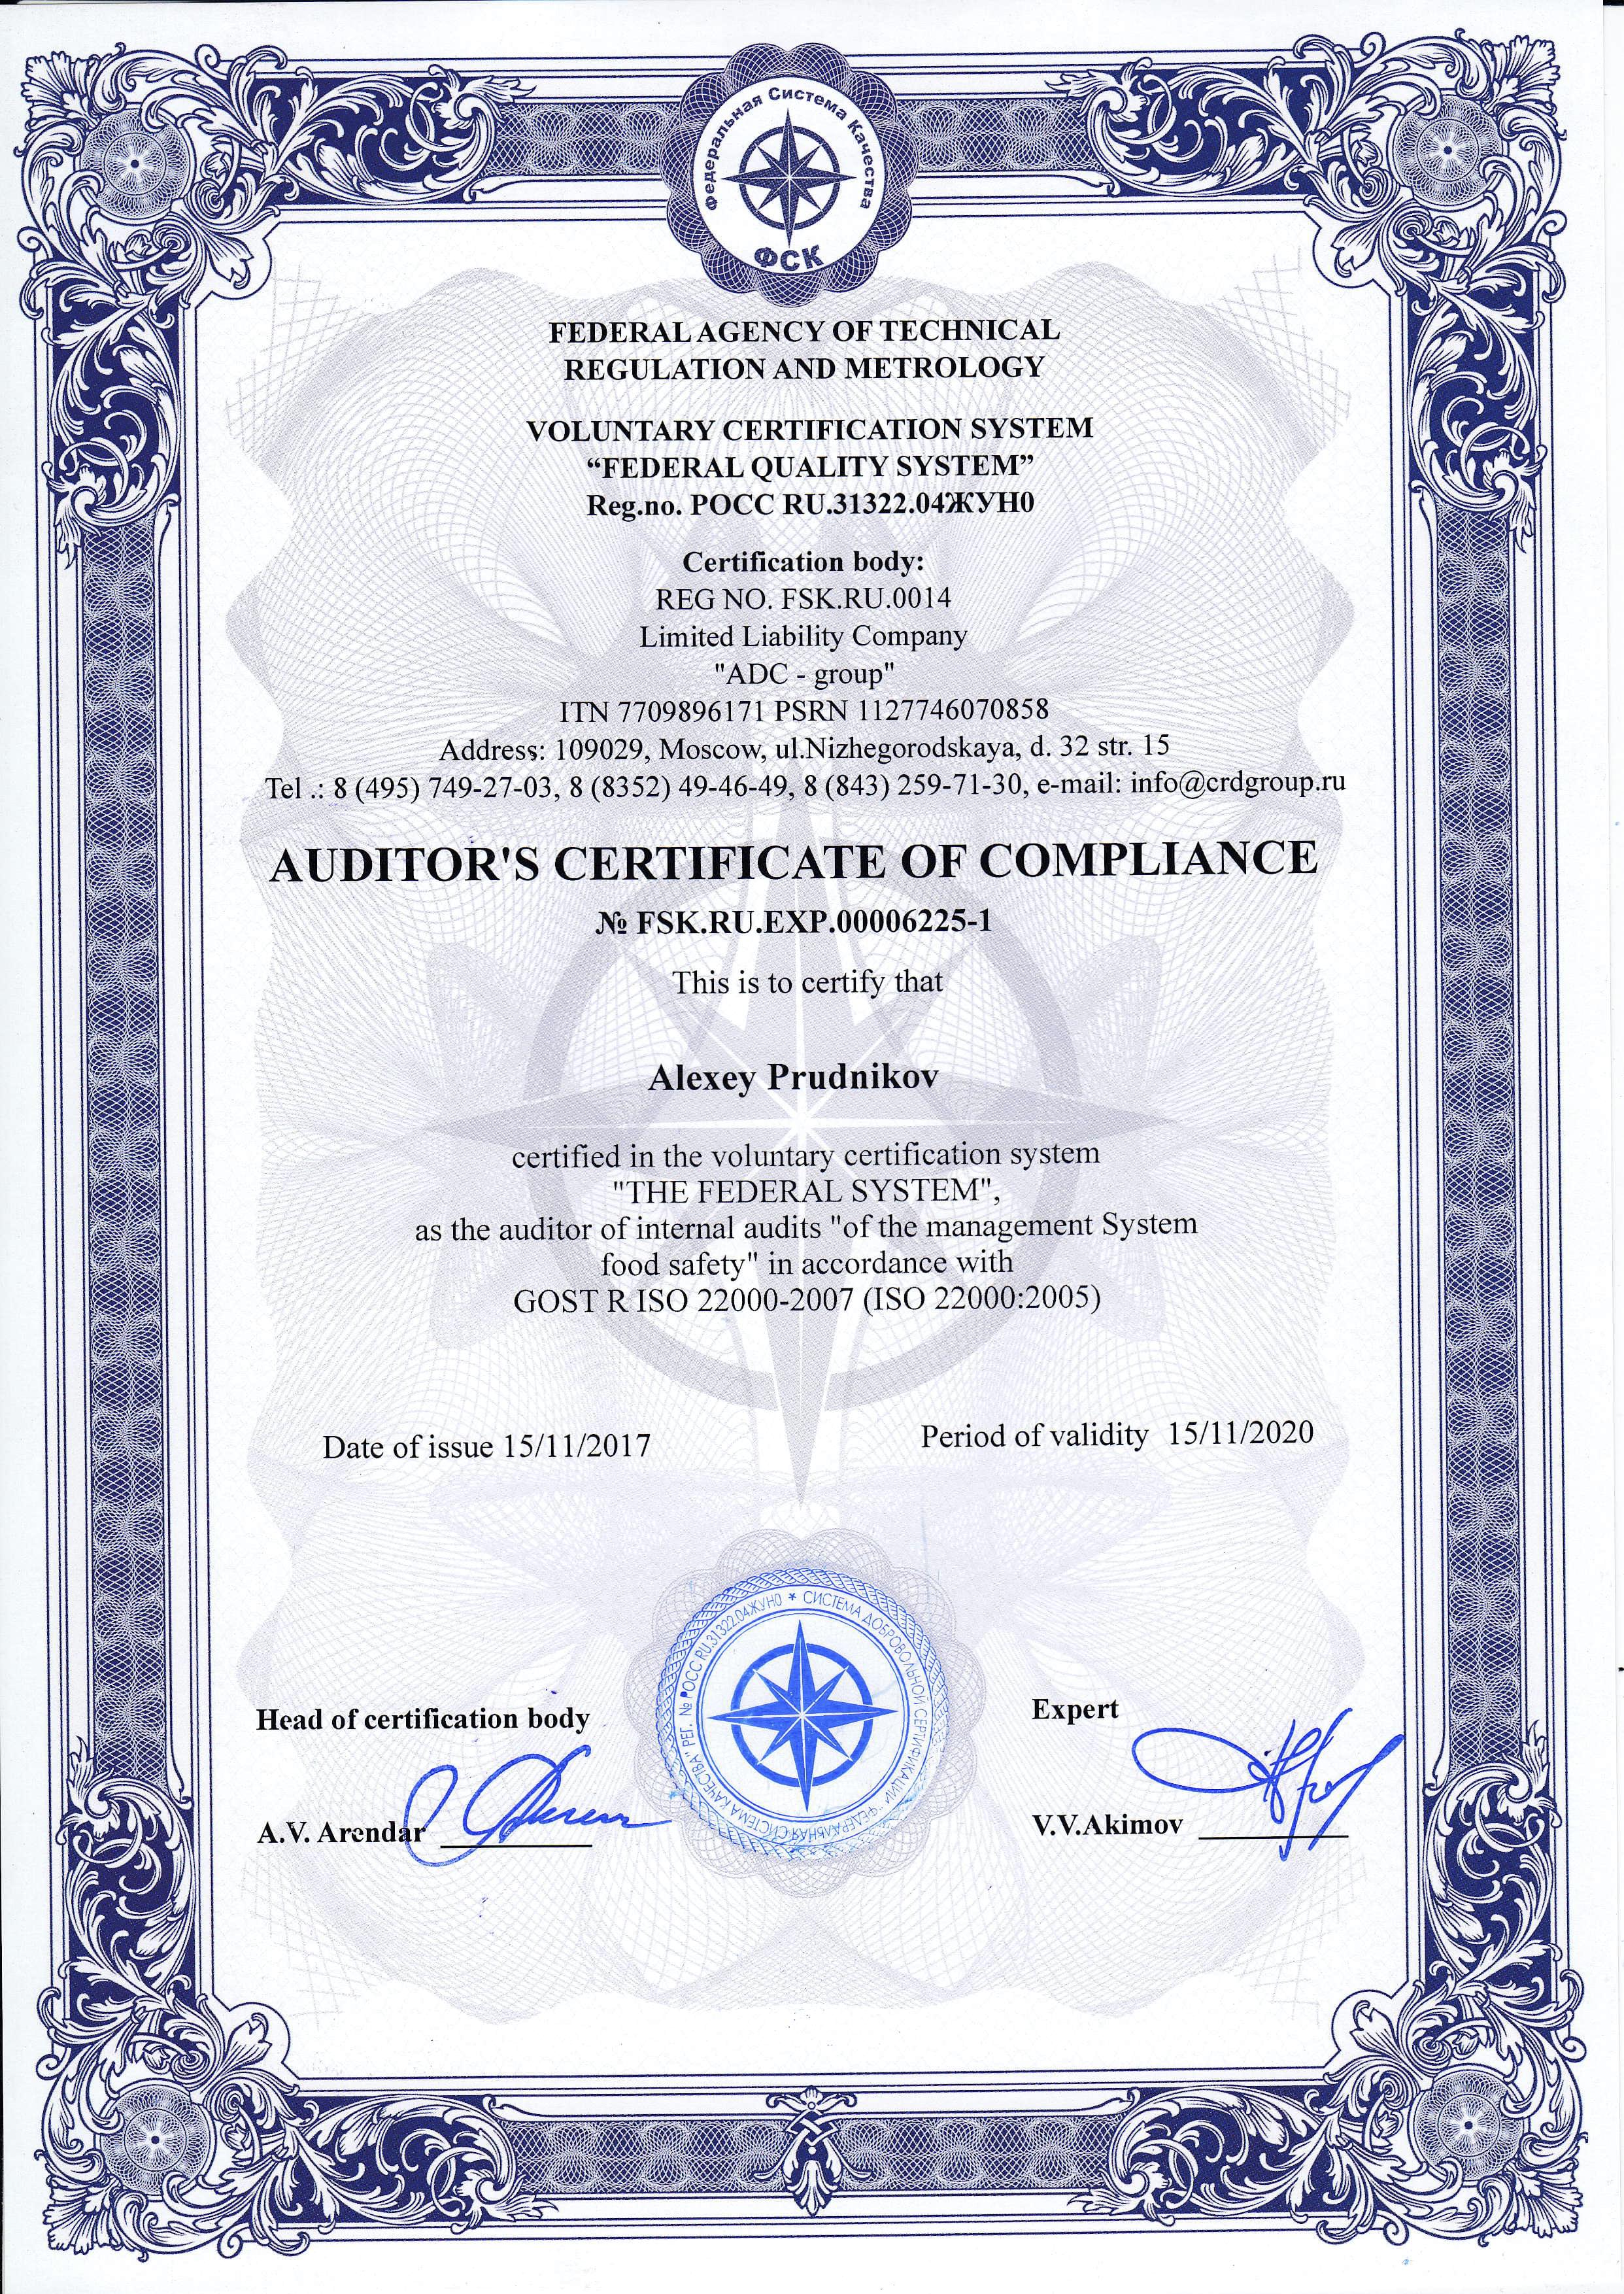 Федеральная Система Качества
ФСК
FEDERAL AGENCY OF TECHNICAL
REGULATION AND METROLOGY
VOLUNTARY CERTIFICATION SYSTEM
“FEDERAL QUALITY SYSTEM”
Reg.no. РОСС RU.31322.04ЖУН0
Certification body:
REG NO. FSK.RU.0014
Limited Liability Company
"ADC - group"
ITN 7709896171 PSRN 1127746070858
Address: 109029, Moscow, ul.Nizhegorodskaya, d. 32 str. 15
Tel .: 8 (495) 749-27-03, 8 (8352) 49-46-49, 8 (843) 259-71-30, e-mail: info@crdgroup.ru
AUDITOR'S CERTIFICATE OF COMPLIANCE
№ FSK.RU.EXP.00006225-1
This is to certify that
Alexey Prudnikov
certified in the voluntary certification system
"THE FEDERAL SYSTEM",
as the auditor of internal audits "of the management System
food safety" in accordance with
GOST R ISO 22000-2007 (ISO 22000:2005)
Date of issue 15/11/2017
Period of validity 15/11/2020
СИСТЕМА ДОБРОВОЛЬНОЙ СЕРТИФИКАЦИИ "ФЕДЕРАЛЬНАЯ СИСТЕМА КАЧЕСТВА" РЕГ. № РОСС RU.31322.04ЖУН0 *
Head of certification body
Expert
A.V. Arendar
V.V.Akimov